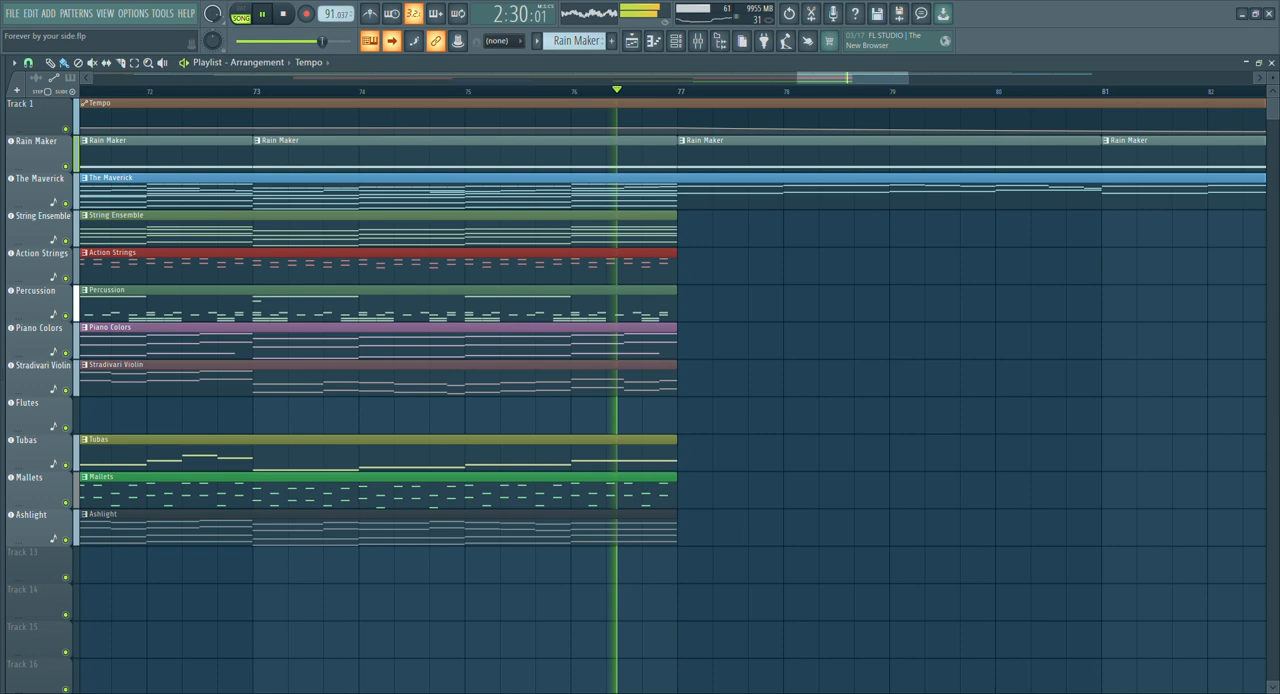 FILE EDIT ADD PATTERNS VIEW OPTIONS TOOLS HELP
Forever by your side.flp
PAT
SONG
91.037
3.2.
2:30:01
M:S:CS
61
9955 MB
31
(none)
Rain Maker
03/17 FL STUDIO | The
New Browser
Playlist - Arrangement › Tempo ›
STEP SLIDE
72 73 74 75 76 77 78 79 80 81 82
Track 1
Tempo
Rain Maker
Rain Maker
Rain Maker
Rain Maker
Rain Maker
The Maverick
The Maverick
String Ensemble
String Ensemble
Action Strings
Action Strings
Percussion
Percussion
Piano Colors
Piano Colors
Stradivari Violin
Stradivari Violin
Flutes
Tubas
Tubas
Mallets
Mallets
Ashlight
Ashlight
Track 13
Track 14
Track 15
Track 16